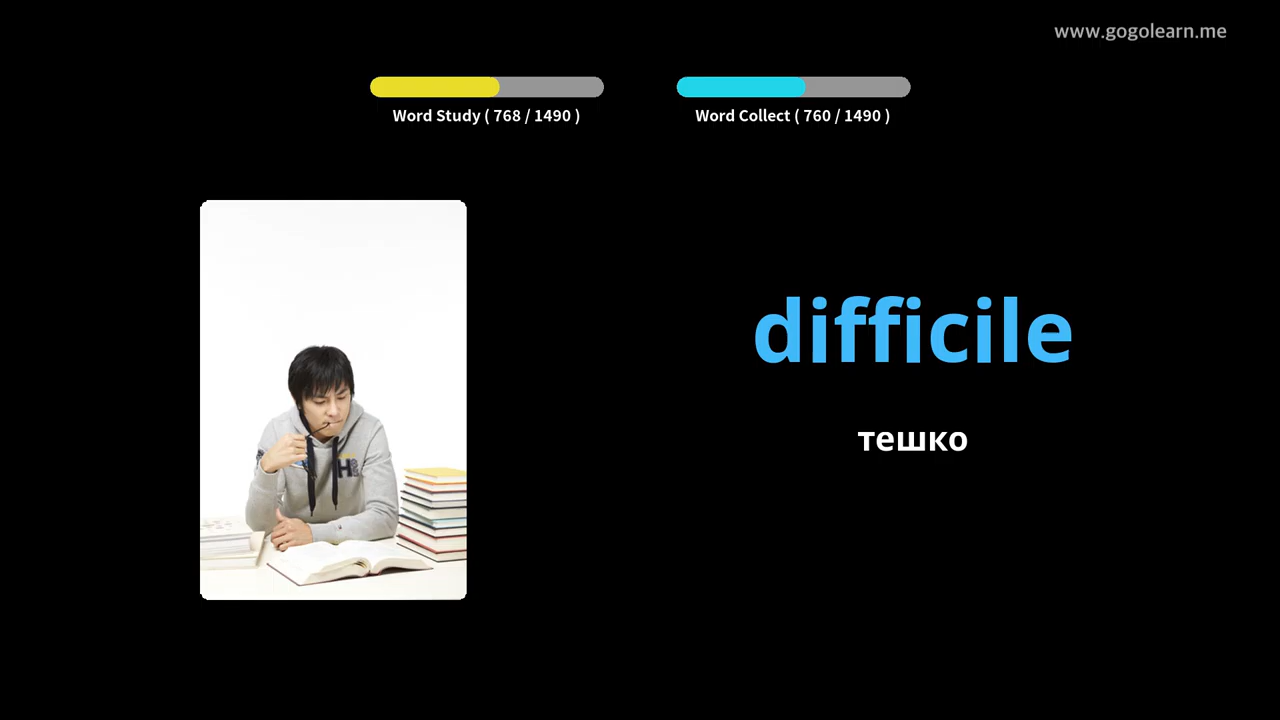 www.gogolearn.me
Word Study ( 768 / 1490 )
Word Collect ( 760 / 1490 )
difficile
тешко
H